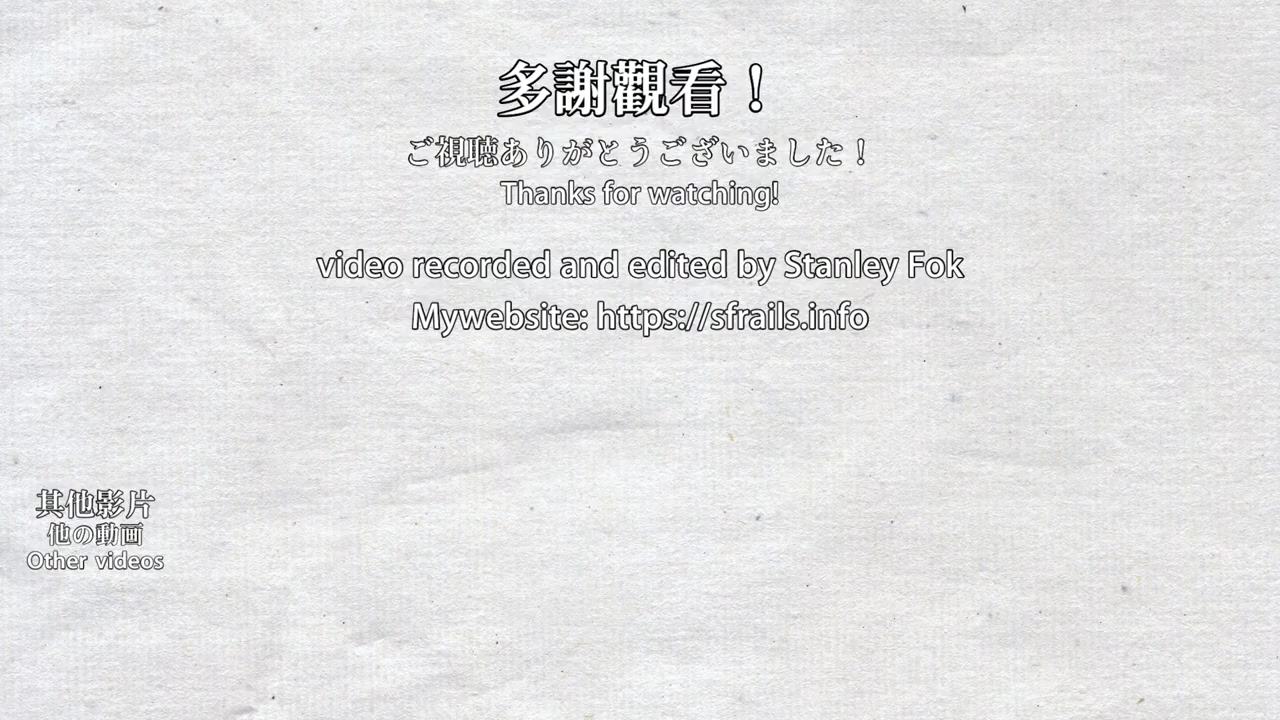 多謝觀看！
ご視聴ありがとうございました！
Thanks for watching!
video recorded and edited by Stanley Fok
Mywebsite: https://sfrails.info
其他影片
他の動画
Other videos